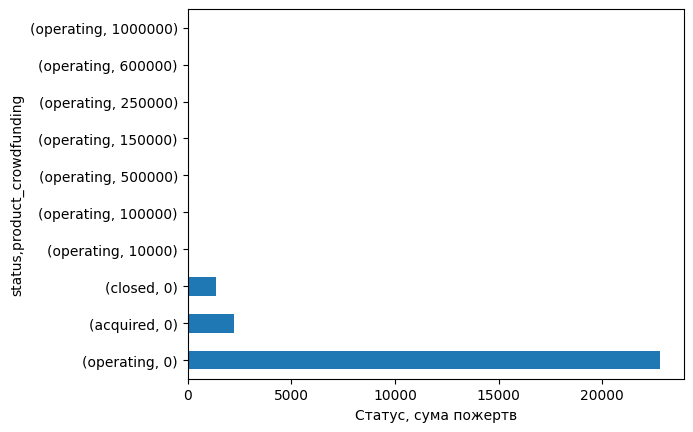 (operating, 1000000)
(operating, 600000)
(operating, 250000)
(operating, 150000)
(operating, 500000)
(operating, 100000)
(operating, 10000)
(closed, 0)
(acquired, 0)
(operating, 0)
status,product_crowdfunding
0 5000 10000 15000 20000
Статус, сума пожертв